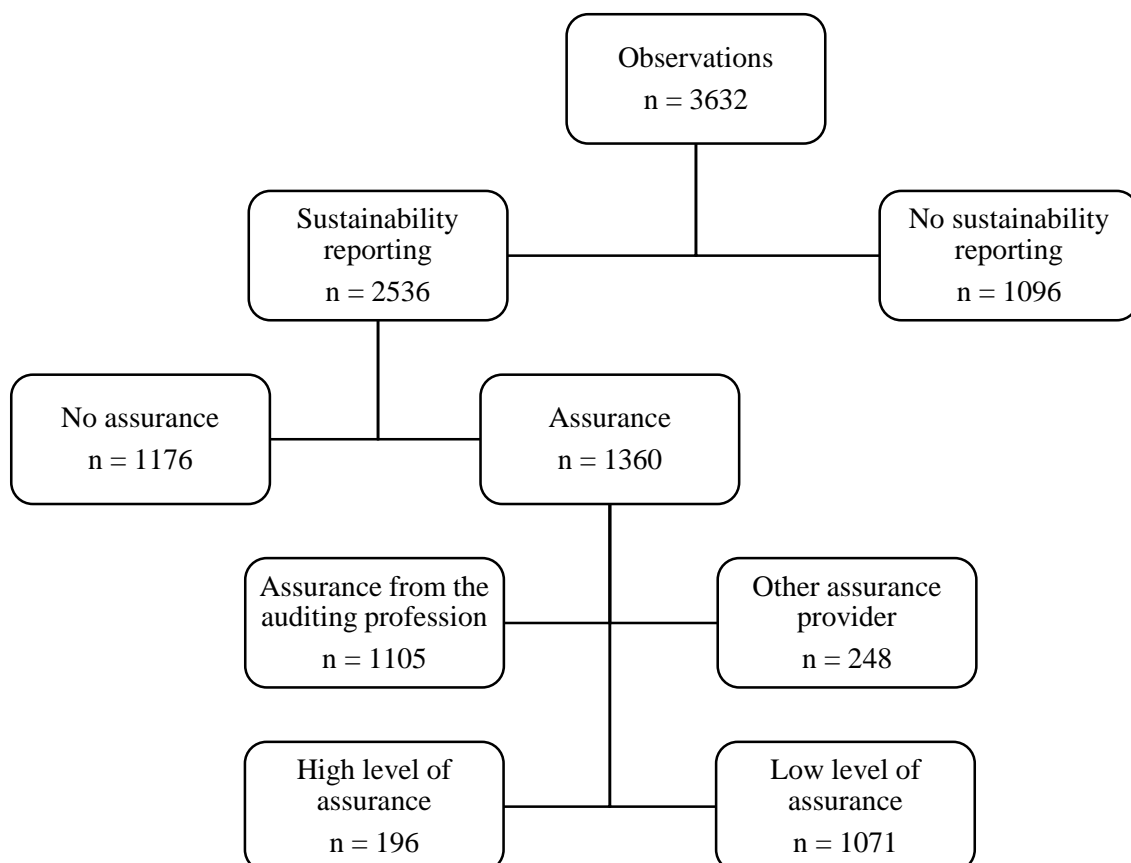 Observations
n = 3632
Sustainability
reporting
n = 2536
No sustainability
reporting
n = 1096
No assurance
n = 1176
Assurance
n = 1360
Assurance from the
auditing profession
n = 1105
Other assurance
provider
n = 248
High level of
assurance
n = 196
Low level of
assurance
n = 1071